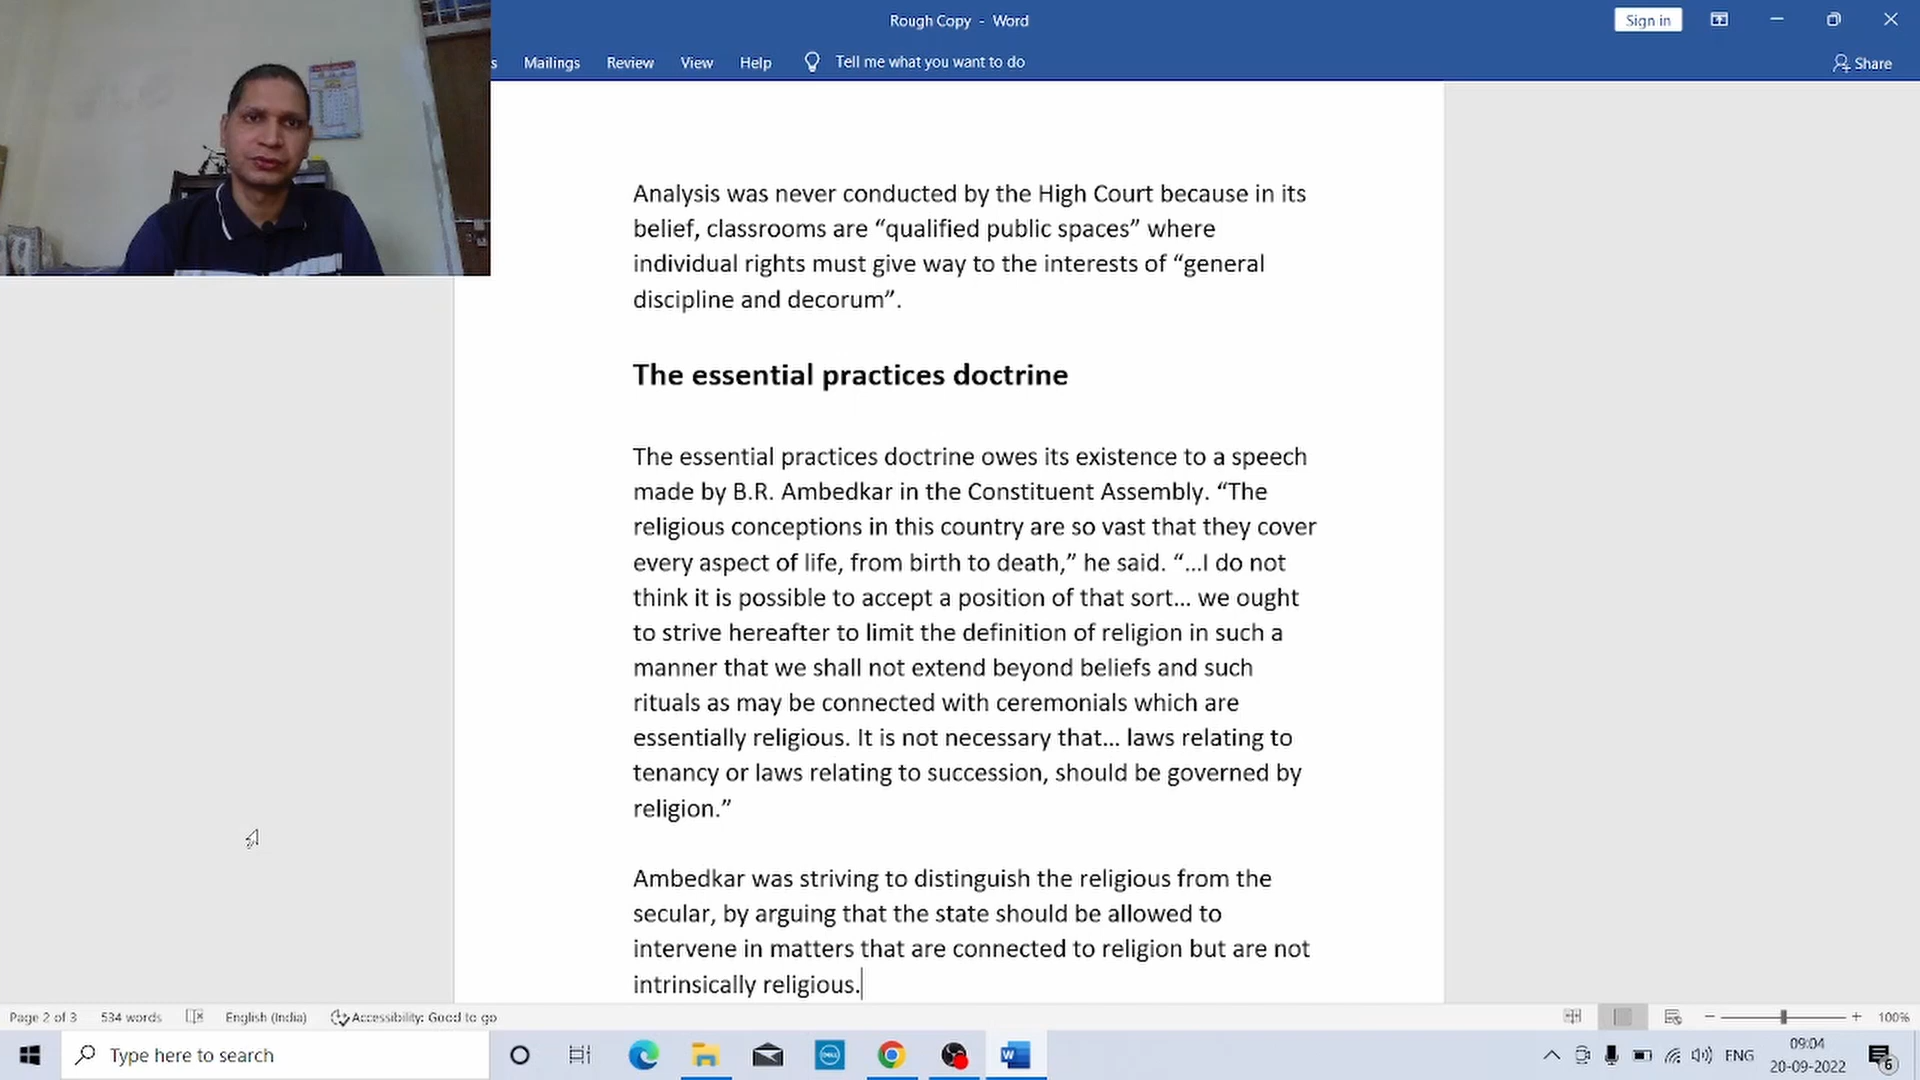 Rough Copy - Word
Sign in
s Mailings Review View Help Tell me what you want to do
Share
Analysis was never conducted by the High Court because in its
belief, classrooms are “qualified public spaces” where
individual rights must give way to the interests of “general
discipline and decorum”.
The essential practices doctrine
The essential practices doctrine owes its existence to a speech
made by B.R. Ambedkar in the Constituent Assembly. “The
religious conceptions in this country are so vast that they cover
every aspect of life, from birth to death,” he said. “...I do not
think it is possible to accept a position of that sort... we ought
to strive hereafter to limit the definition of religion in such a
manner that we shall not extend beyond beliefs and such
rituals as may be connected with ceremonials which are
essentially religious. It is not necessary that... laws relating to
tenancy or laws relating to succession, should be governed by
religion.”
Ambedkar was striving to distinguish the religious from the
secular, by arguing that the state should be allowed to
intervene in matters that are connected to religion but are not
intrinsically religious.
Page 2 of 3 534 words English (India) Accessibility: Good to go
100%
Type here to search
DELL
ENG
09:04
20-09-2022
6